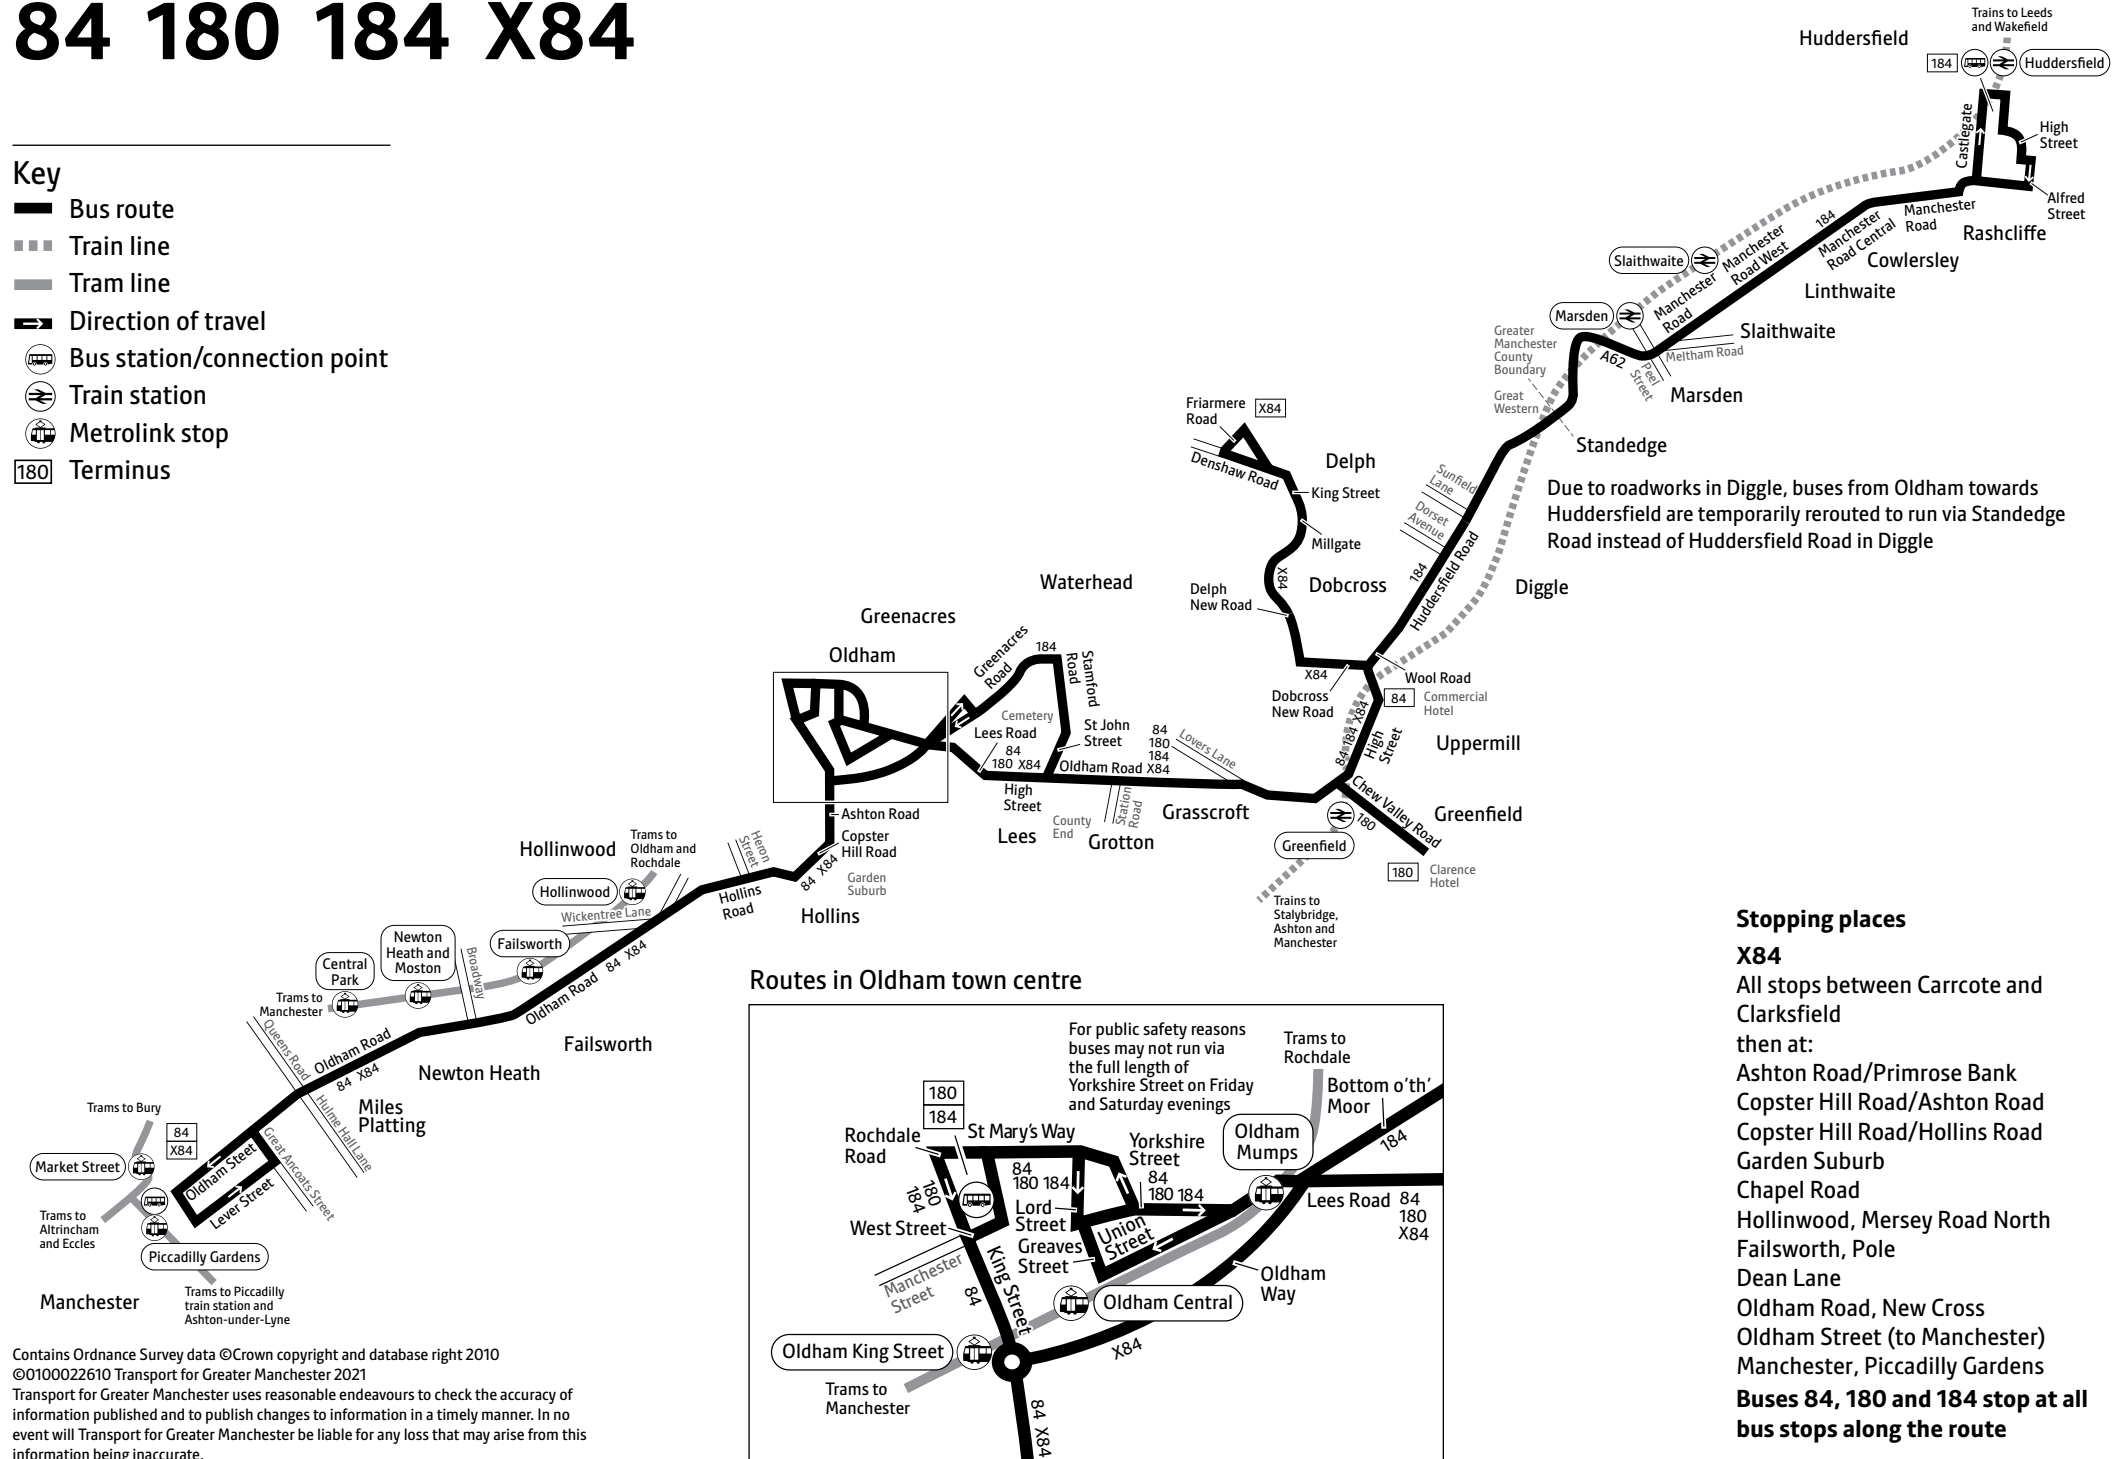 84 180 184 X84
Key
Bus route
Train line
Tram line
Direction of travel
Bus station/connection point
Train station
Metrolink stop
180 Terminus
Trains to Leeds
and Wakefield
Huddersfield
184
Huddersfield
Castlegate
High
Street
Alfred
Street
Manchester
Road
Rashcliffe
184
Manchester
Road Central
Cowlersley
Manchester
Road West
Linthwaite
Slaithwaite
Manchester
Road
Slaithwaite
Marsden
Meltham Road
A62
Peel
Street
Marsden
Greater
Manchester
County
Boundary
Great
Western
Standedge
Due to roadworks in Diggle, buses from Oldham towards
Huddersfield are temporarily rerouted to run via Standedge
Road instead of Huddersfield Road in Diggle
Friarmere
Road
X84
Denshaw Road
Delph
King Street
Millgate
X84
Delph
New Road
Dobcross
Sunfield
Lane
Dorset
Avenue
184
Huddersfield Road
Diggle
X84
Dobcross
New Road
Wool Road
84
Commercial
Hotel
84 184 X84
High
Street
Uppermill
Chew Valley Road
180
Greenfield
Greenfield
180
Clarence
Hotel
Trains to
Stalybridge,
Ashton and
Manchester
Waterhead
Greenacres
Oldham
Greenacres
Road
184
Stamford
Road
Cemetery
Lees Road
84
180 X84
St John
Street
84
180
184
Oldham Road X84
Lovers Lane
High
Street
Lees
County
End
Station
Road
Grotton
Grasscroft
Ashton Road
Copster
Hill Road
84 X84
Garden
Suburb
Hollins
Heron
Street
Hollins
Road
Hollinwood
Trams to
Oldham and
Rochdale
Hollinwood
Wickentree Lane
Failsworth
Newton
Heath and
Moston
Central
Park
Broadway
Trams to
Manchester
Oldham Road 84 X84
Failsworth
Oldham Road
84 X84
Newton Heath
Queens Road
Hulme Hall Lane
Miles
Platting
Trams to Bury
84
X84
Market Street
Oldham Steet
Lever Street
Great Ancoats Street
Trams to
Altrincham
and Eccles
Piccadilly Gardens
Manchester
Trams to Piccadilly
train station and
Ashton-under-Lyne
Contains Ordnance Survey data ©Crown copyright and database right 2010
©0100022610 Transport for Greater Manchester 2021
Transport for Greater Manchester uses reasonable endeavours to check the accuracy of
information published and to publish changes to information in a timely manner. In no
event will Transport for Greater Manchester be liable for any loss that may arise from this
information being inaccurate.
Routes in Oldham town centre
For public safety reasons
buses may not run via
the full length of
Yorkshire Street on Friday
and Saturday evenings
Trams to
Rochdale
Bottom o'th'
Moor
184
180
184
Rochdale
Road
St Mary's Way
Yorkshire
Street
84
180 184
Oldham
Mumps
84
180 184
180
184
Lord
Street
West Street
Greaves
Street
Union
Street
Lees Road
84
180
X84
Manchester
Street
King Street
84
Oldham
Way
Oldham Central
Oldham King Street
X84
Trams to
Manchester
84 X84
Stopping places
X84
All stops between Carrcote and
Clarksfield
then at:
Ashton Road/Primrose Bank
Copster Hill Road/Ashton Road
Copster Hill Road/Hollins Road
Garden Suburb
Chapel Road
Hollinwood, Mersey Road North
Failsworth, Pole
Dean Lane
Oldham Road, New Cross
Oldham Street (to Manchester)
Manchester, Piccadilly Gardens
Buses 84, 180 and 184 stop at all
bus stops along the route